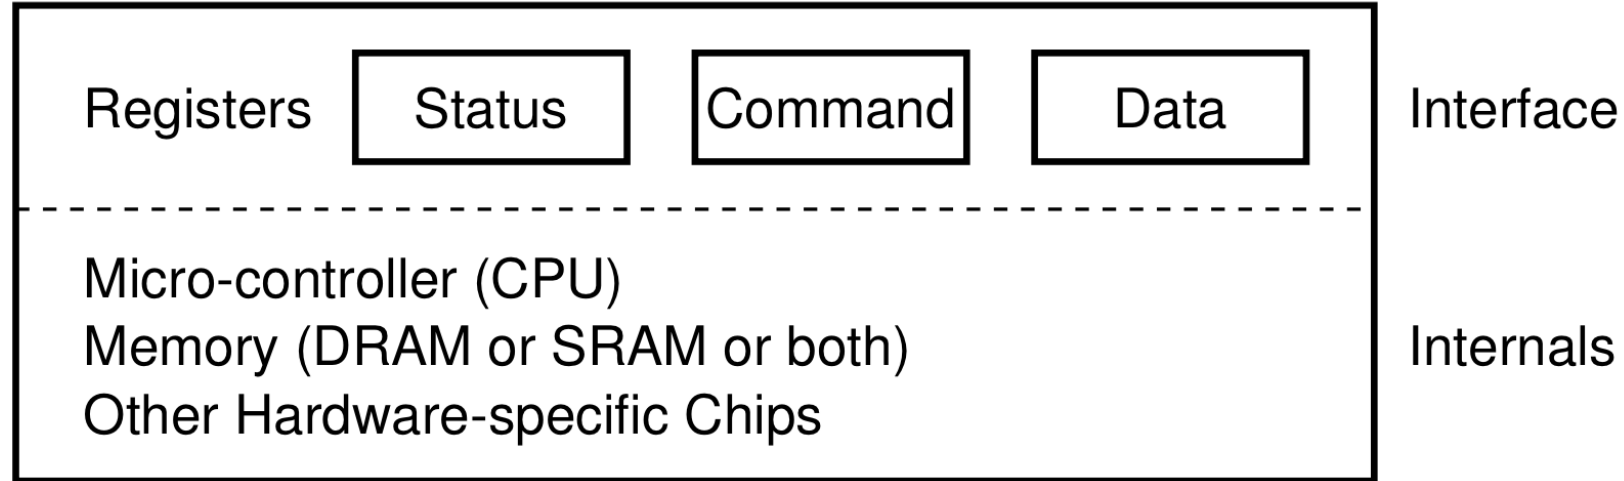 Registers Status Command Data Interface
Micro-controller (CPU)
Memory (DRAM or SRAM or both) Internals
Other Hardware-specific Chips